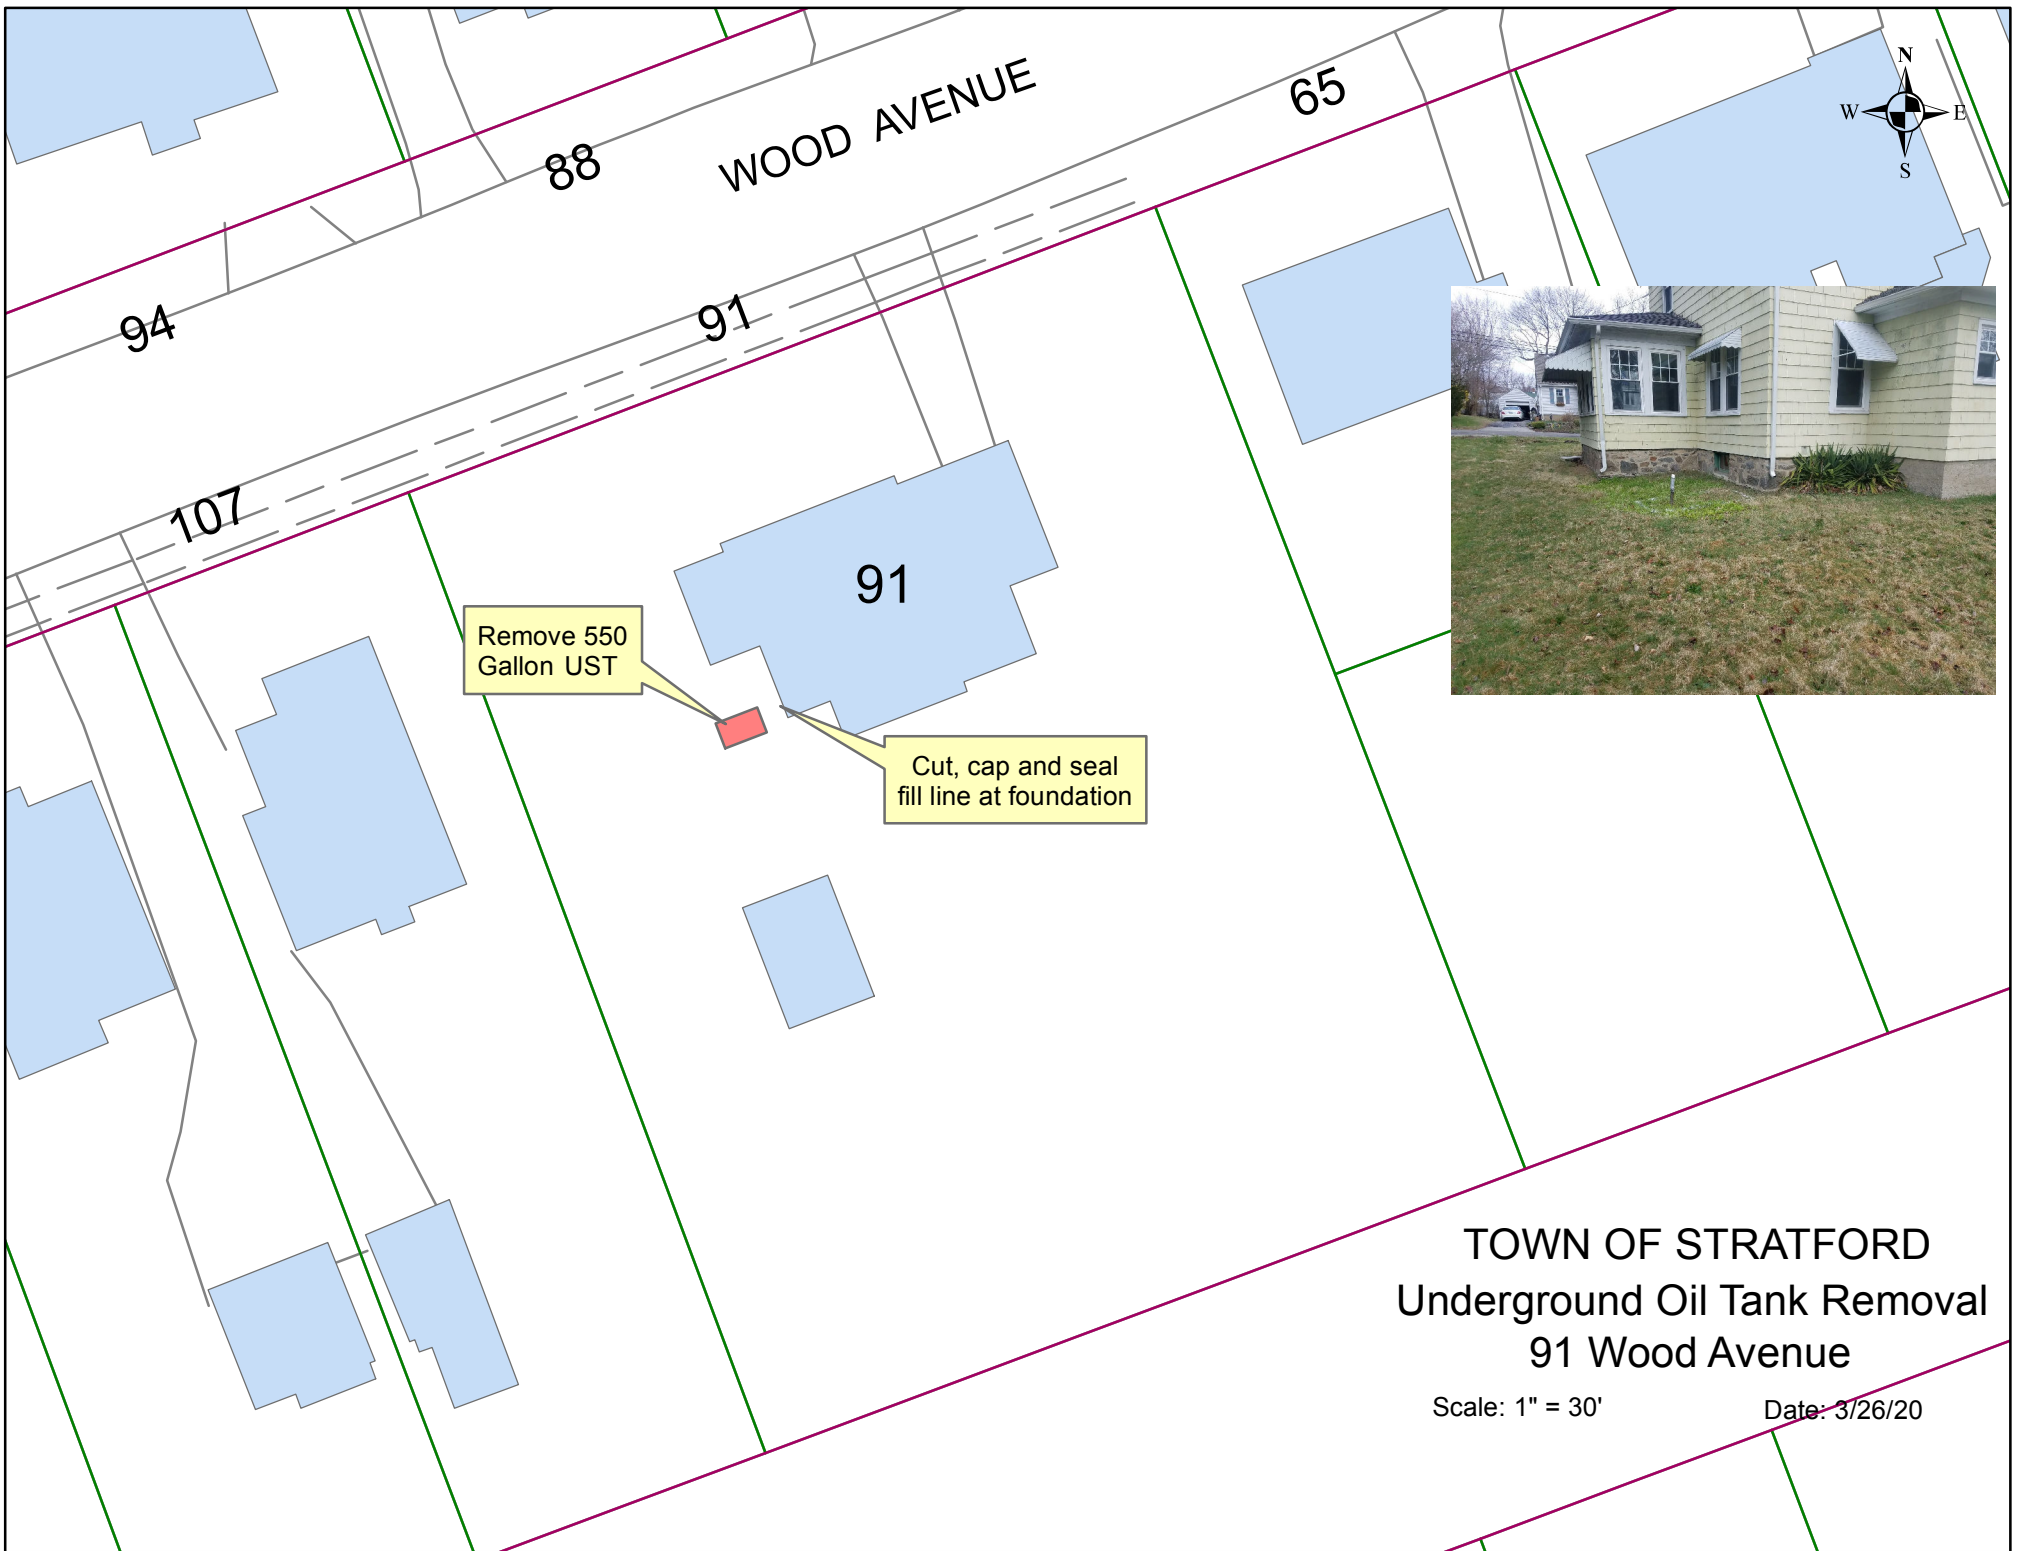 N
W E
S
WOOD AVENUE
65
88
94
91
107
91
Remove 550
Gallon UST
Cut, cap and seal
fill line at foundation
TOWN OF STRATFORD
Underground Oil Tank Removal
91 Wood Avenue
Scale: 1" = 30'
Date: 3/26/20